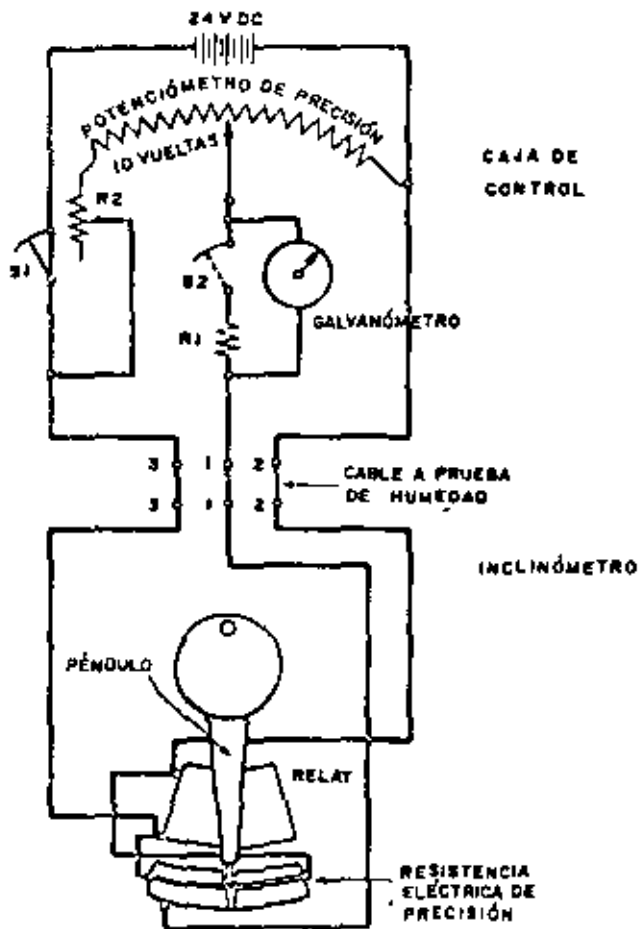 24 V DC
POTENCIÓMETRO DE PRECISIÓN
10 VUELTAS
CAJA DE
CONTROL
R2
S1
S2
GALVANÓMETRO
R1
3 1 2
CABLE A PRUEBA
DE HUMEDAD
3 1 2
INCLINÓMETRO
PÉNDULO
RELAY
RESISTENCIA
ELÉCTRICA DE
PRECISIÓN